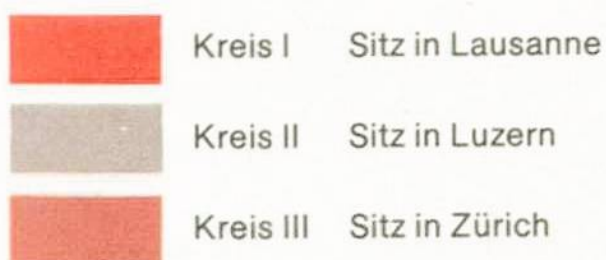 Kreis I Sitz in Lausanne
Kreis II Sitz in Luzern
Kreis III Sitz in Zürich